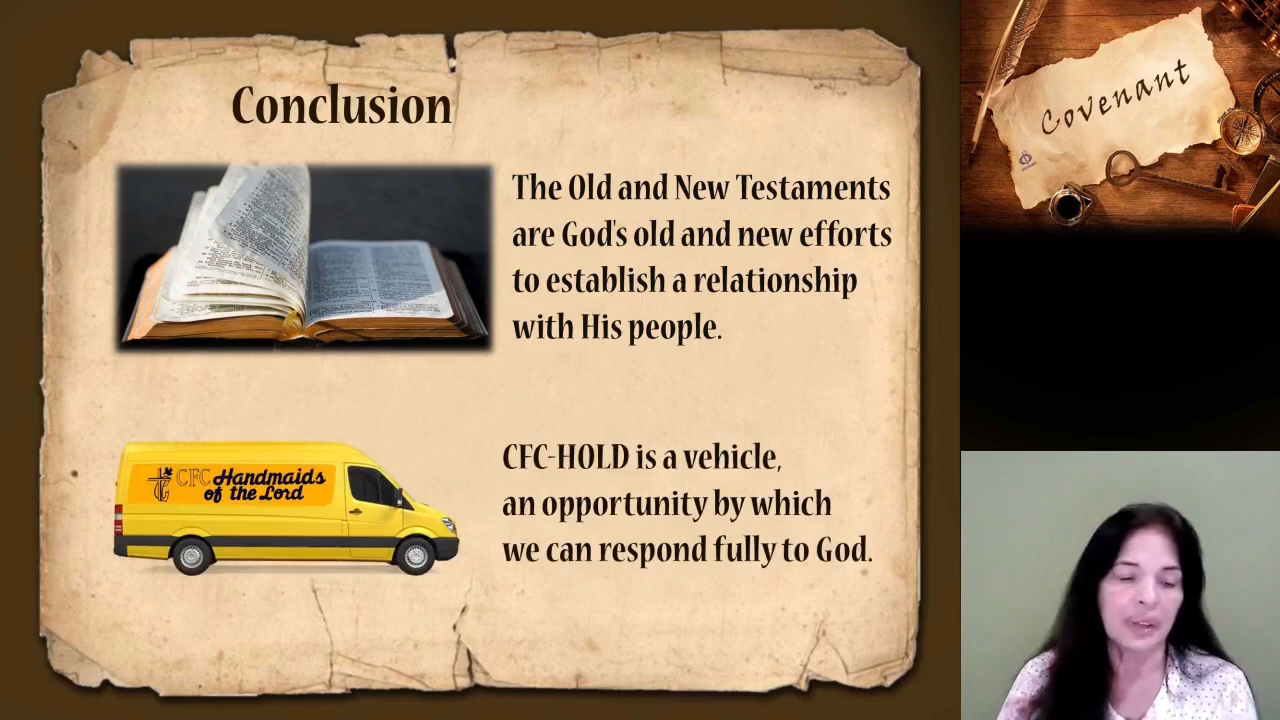 Conclusion
The Old and New Testaments
are God's old and new efforts
to establish a relationship
with His people.
CFC Handmaids
of the Lord
CFC-HOLD is a vehicle,
an opportunity by which
we can respond fully to God.
Covenant